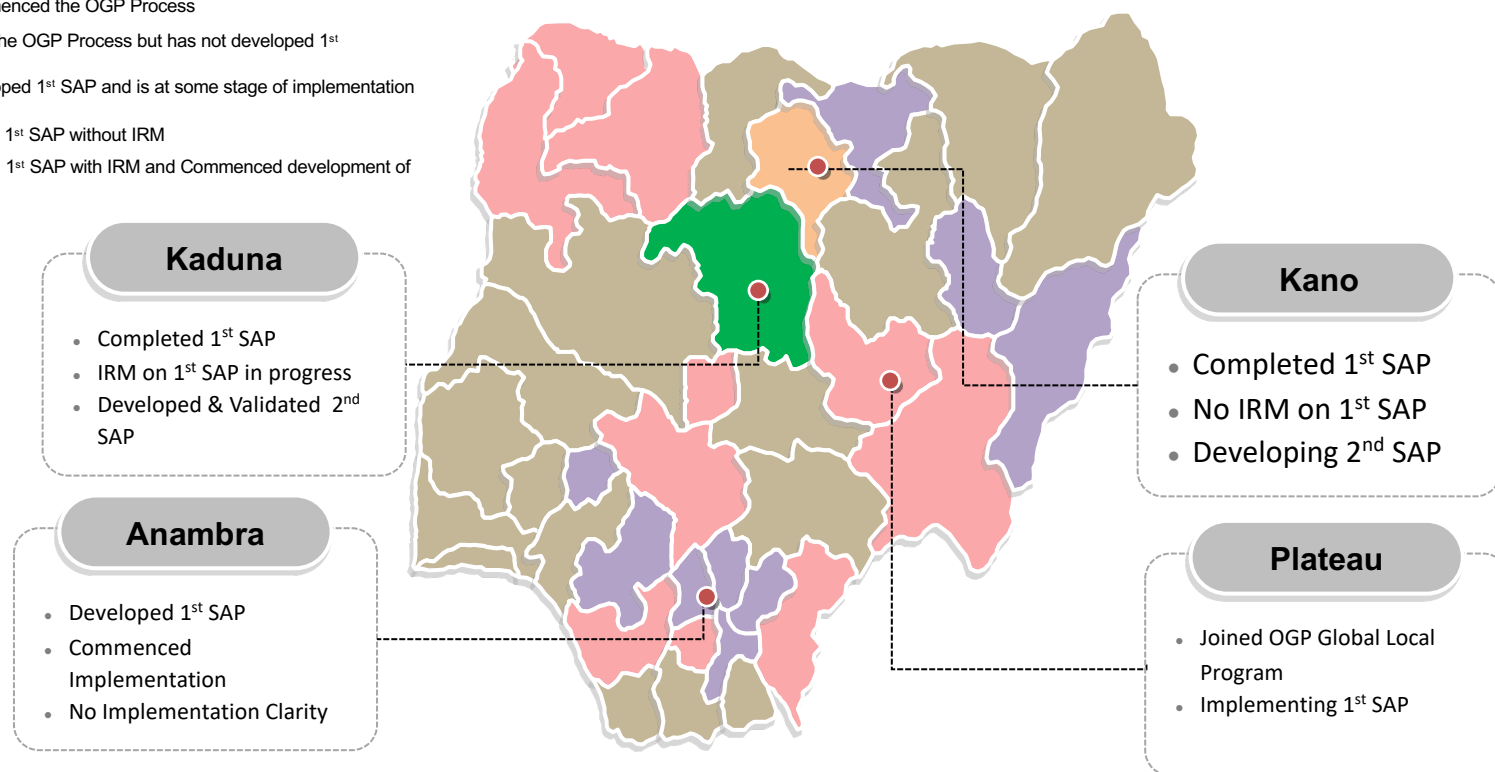 the OGP Process
OGP Process but has not developed 1st
1st SAP and is at some stage of implementation
1st SAP without IRM
1st SAP with IRM and Commenced development of
Kaduna
• Completed 1st SAP
• IRM on 1st SAP in progress
• Developed & Validated 2nd
SAP
Kano
• Completed 1st SAP
• No IRM on 1st SAP
• Developing 2nd SAP
Anambra
• Developed 1st SAP
• Commenced
Implementation
• No Implementation Clarity
Plateau
• Joined OGP Global Local
Program
• Implementing 1st SAP